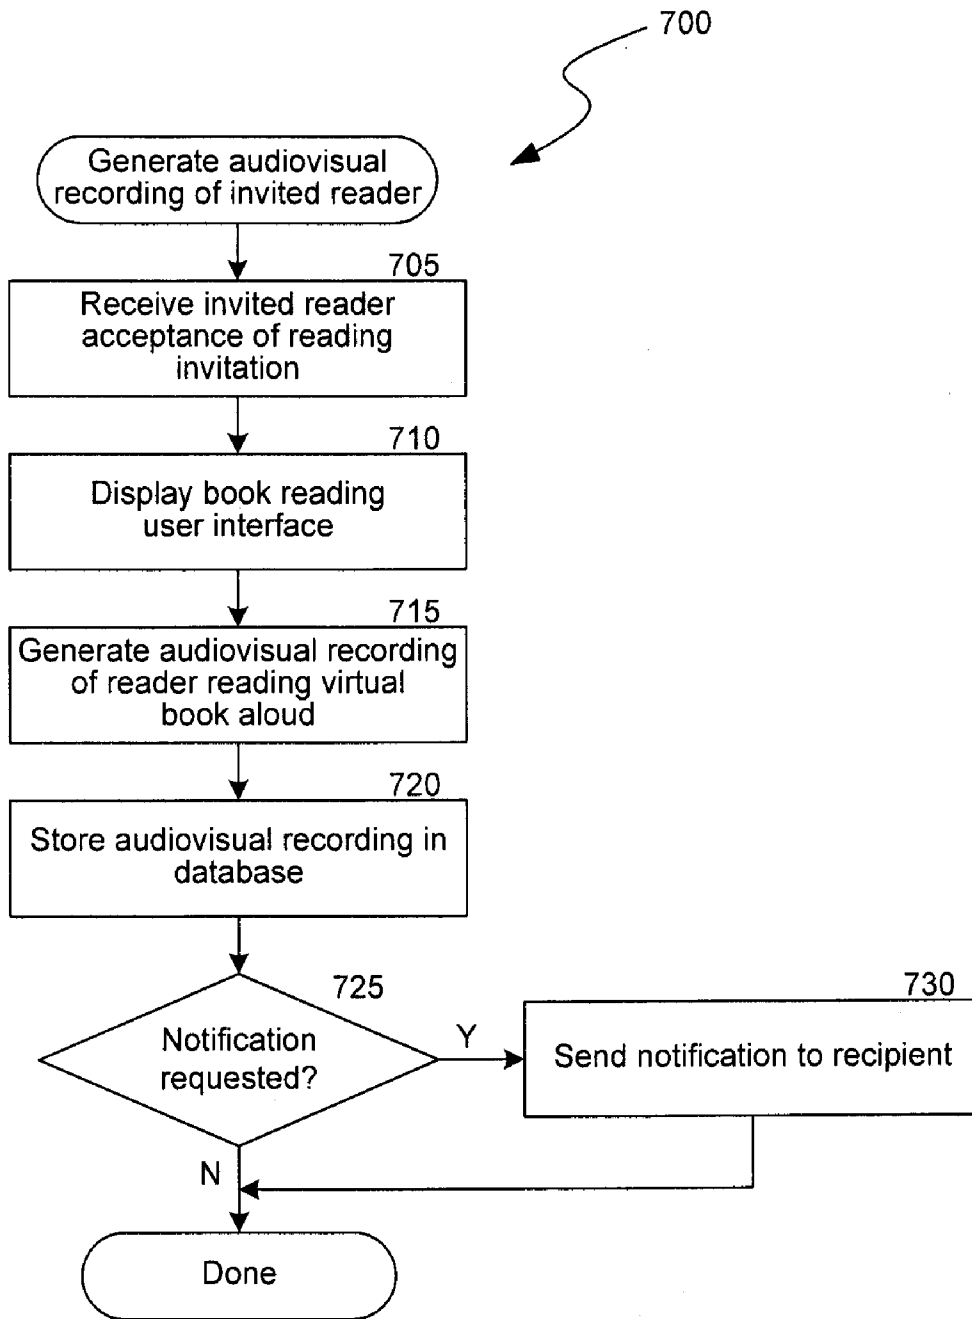 700
Generate audiovisual
recording of invited reader
705
Receive invited reader
acceptance of reading
invitation
710
Display book reading
user interface
715
Generate audiovisual recording
of reader reading virtual
book aloud
720
Store audiovisual recording in
database
725
Notification
requested?
Y
730
Send notification to recipient
N
Done